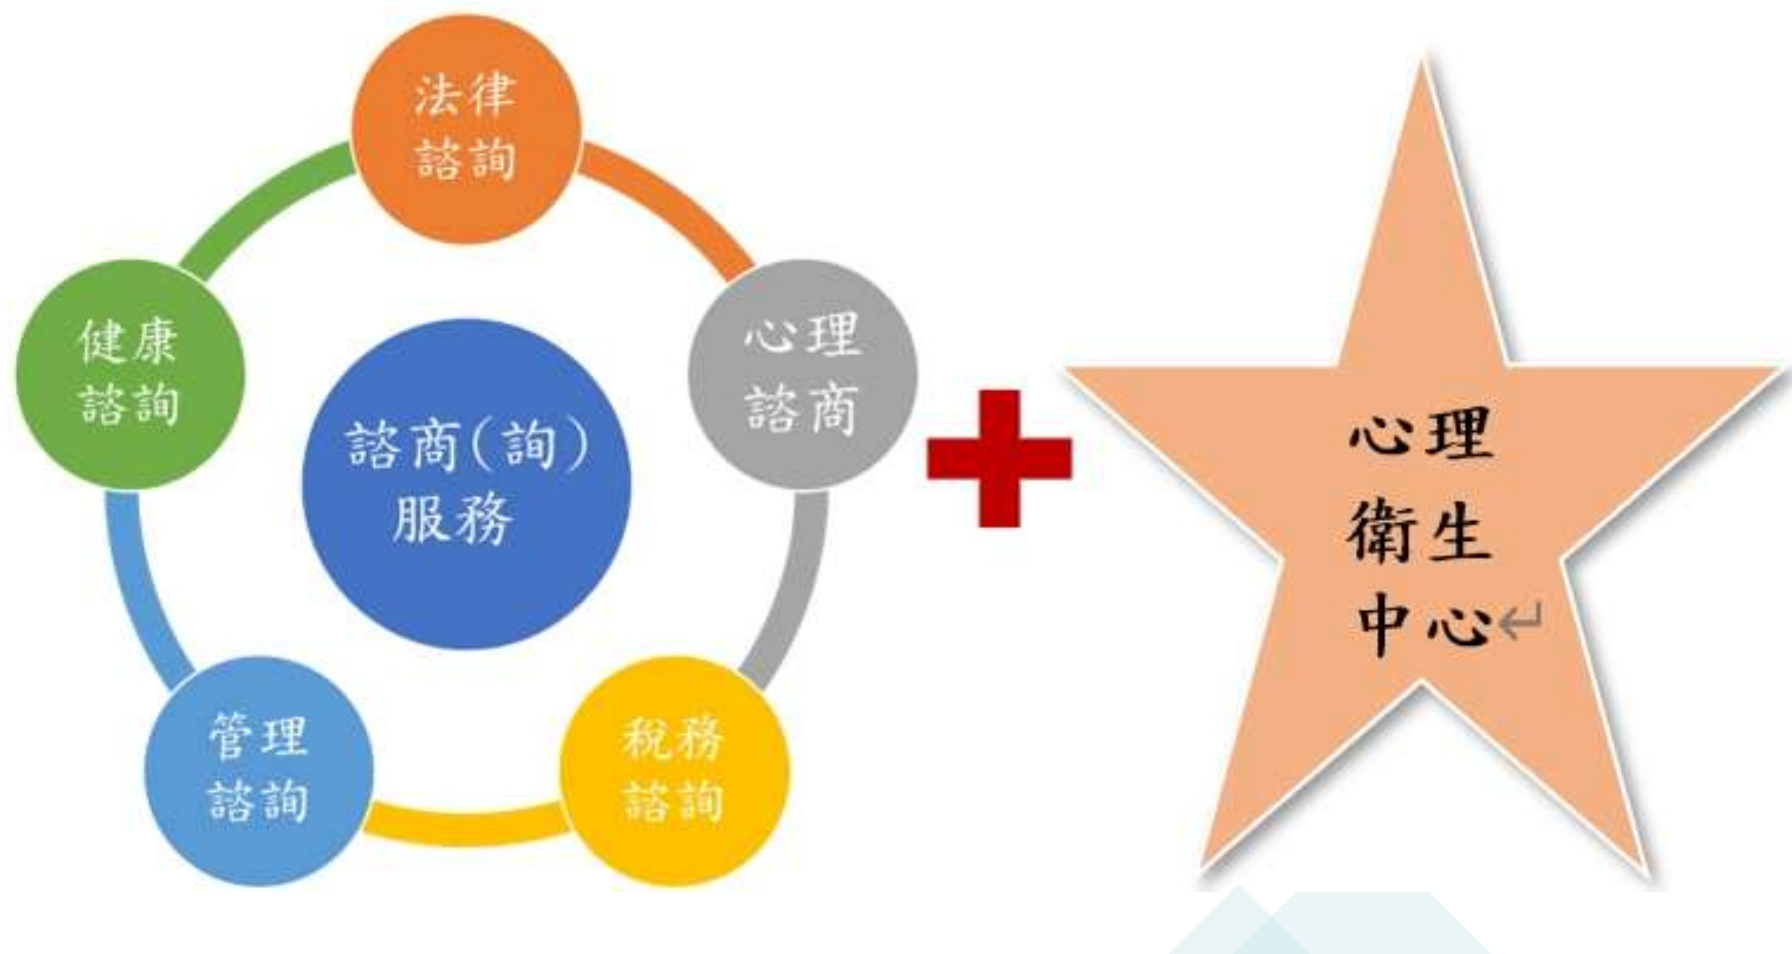 法律
諮詢
心理
諮商
稅務
諮詢
管理
諮詢
健康
諮詢
諮商(詢)
服務
心理
衛生
中心↵